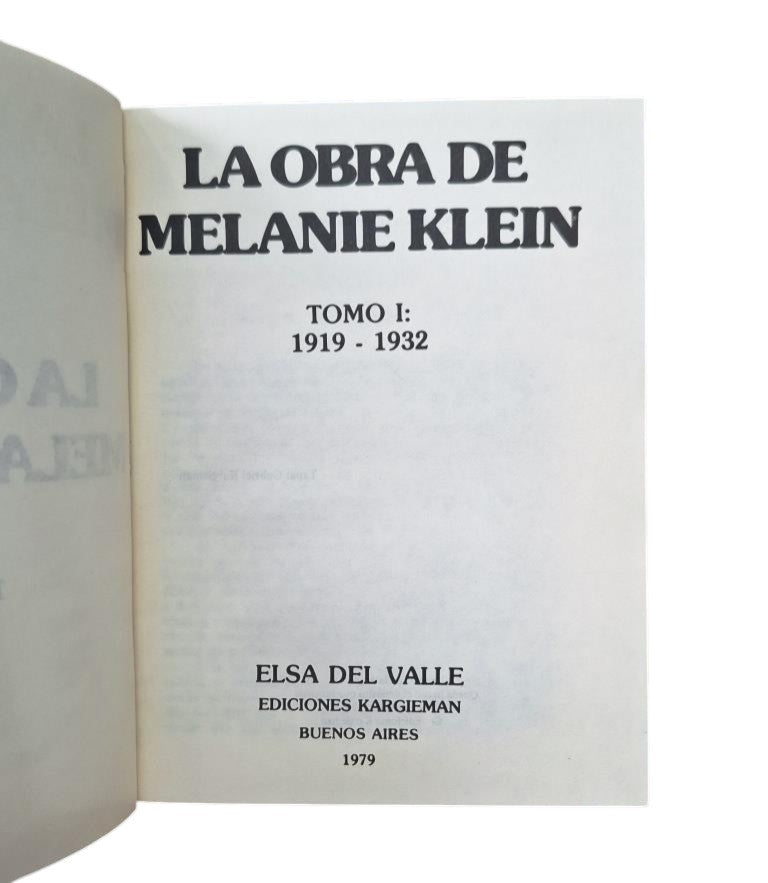 LA OBRA DE
MELANIE KLEIN
TOMO I:
1919 - 1932
ELSA DEL VALLE
EDICIONES KARGIEMAN
BUENOS AIRES
1979